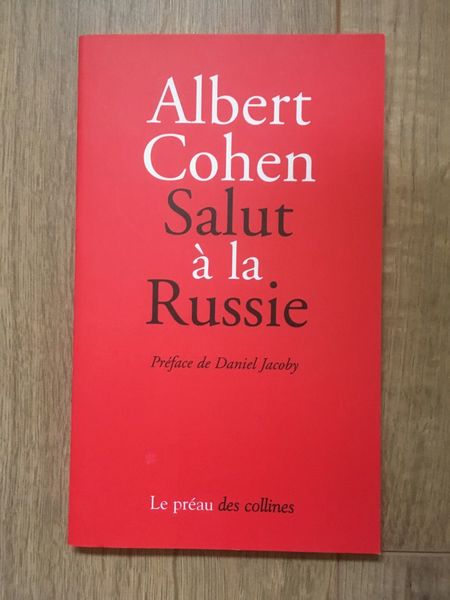 Albert
Cohen
Salut
à la
Russie
Préface de Daniel Jacoby
Le préau des collines